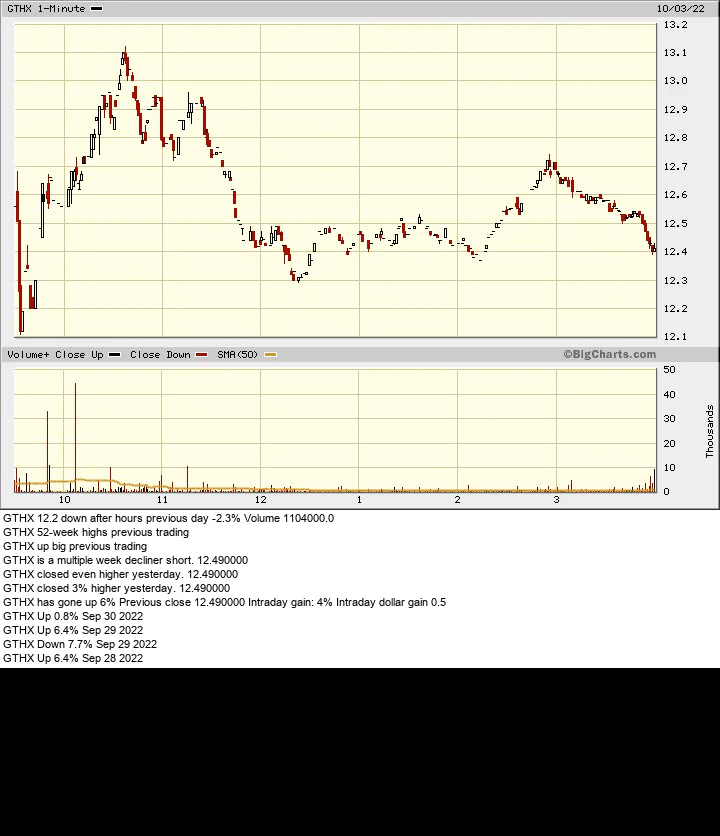 GTHX 1-Minute 10/03/22
13.2
13.1
13.0
12.9
12.8
12.7
12.6
12.5
12.4
12.3
12.2
12.1
Volume+ Close Up Close Down SMA(50) ©BigCharts.com
50
40
30
20
10
0
Thousands
10 11 12 1 2 3
GTHX 12.2 down after hours previous day -2.3% Volume 1104000.0
GTHX 52-week highs previous trading
GTHX up big previous trading
GTHX is a multiple week decliner short. 12.490000
GTHX closed even higher yesterday. 12.490000
GTHX closed 3% higher yesterday. 12.490000
GTHX has gone up 6% Previous close 12.490000 Intraday gain: 4% Intraday dollar gain 0.5
GTHX Up 0.8% Sep 30 2022
GTHX Up 6.4% Sep 29 2022
GTHX Down 7.7% Sep 29 2022
GTHX Up 6.4% Sep 28 2022